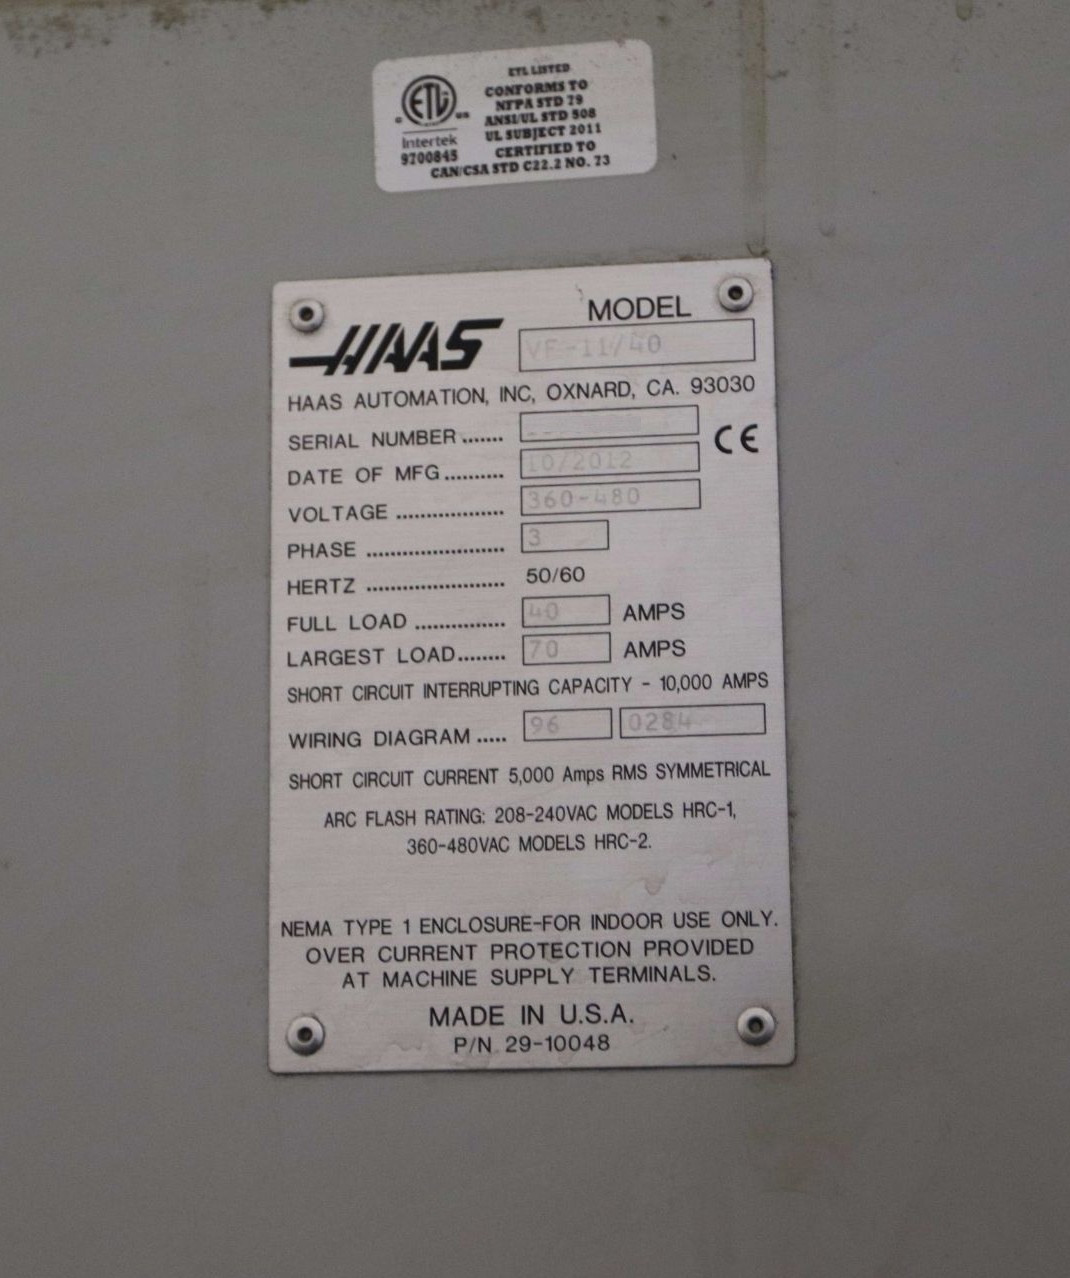 ETL LISTED
CONFORMS TO
NFPA STD 79
ANSI/UL STD 508
UL SUBJECT 2011
CERTIFIED TO
CAN/CSA STD C22.2 NO. 73
ETL
C US
Intertek
9700845
HAAS
MODEL
VF-11/40
HAAS AUTOMATION, INC, OXNARD, CA. 93030
SERIAL NUMBER .......
CE
DATE OF MFG .......... 10/2012
VOLTAGE .................. 360-480
PHASE ....................... 3
HERTZ ....................... 50/60
FULL LOAD ............... 40 AMPS
LARGEST LOAD........ 70 AMPS
SHORT CIRCUIT INTERRUPTING CAPACITY - 10,000 AMPS
WIRING DIAGRAM ..... 96 0284
SHORT CIRCUIT CURRENT 5,000 Amps RMS SYMMETRICAL
ARC FLASH RATING: 208-240VAC MODELS HRC-1,
360-480VAC MODELS HRC-2.
NEMA TYPE 1 ENCLOSURE-FOR INDOOR USE ONLY.
OVER CURRENT PROTECTION PROVIDED
AT MACHINE SUPPLY TERMINALS.
MADE IN U.S.A.
P/N 29-10048